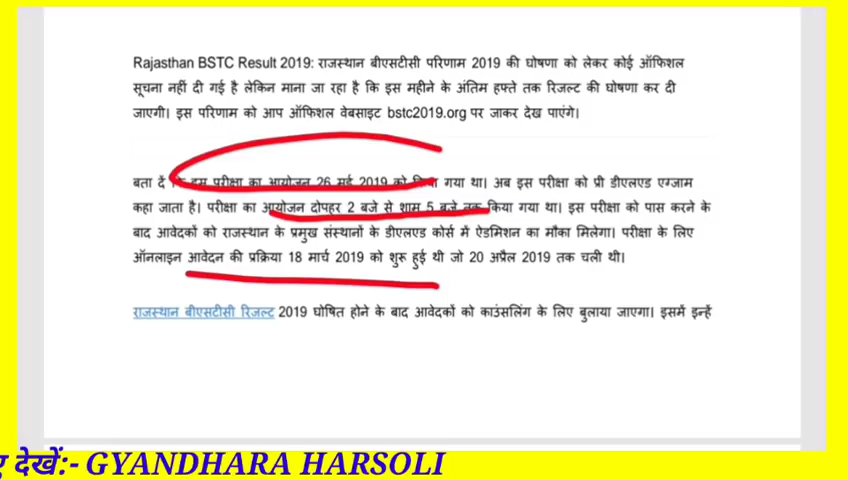 Rajasthan BSTC Result 2019: राजस्थान बीएसटीसी परिणाम 2019 की घोषणा को लेकर कोई ऑफिशल
सूचना नहीं दी गई है लेकिन माना जा रहा है कि इस महीने के अंतिम हफ्ते तक रिजल्ट की घोषणा कर दी
जाएगी। इस परिणाम को आप ऑफिशल वेबसाइट bstc2019.org पर जाकर देख पाएंगे।
बता दें कि इस परीक्षा का आयोजन 26 मई 2019 को किया गया था। अब इस परीक्षा को प्री डीएलएड एग्जाम
कहा जाता है। परीक्षा का आयोजन दोपहर 2 बजे से शाम 5 बजे तक किया गया था। इस परीक्षा को पास करने के
बाद आवेदकों को राजस्थान के प्रमुख संस्थानों के डीएलएड कोर्स में ऐडमिशन का मौका मिलेगा। परीक्षा के लिए
ऑनलाइन आवेदन की प्रक्रिया 18 मार्च 2019 को शुरू हुई थी जो 20 अप्रैल 2019 तक चली थी।
राजस्थान बीएसटीसी रिजल्ट 2019 घोषित होने के बाद आवेदकों को काउंसलिंग के लिए बुलाया जाएगा। इसमें इन्हें
देखें:- GYANDHARA HARSOLI